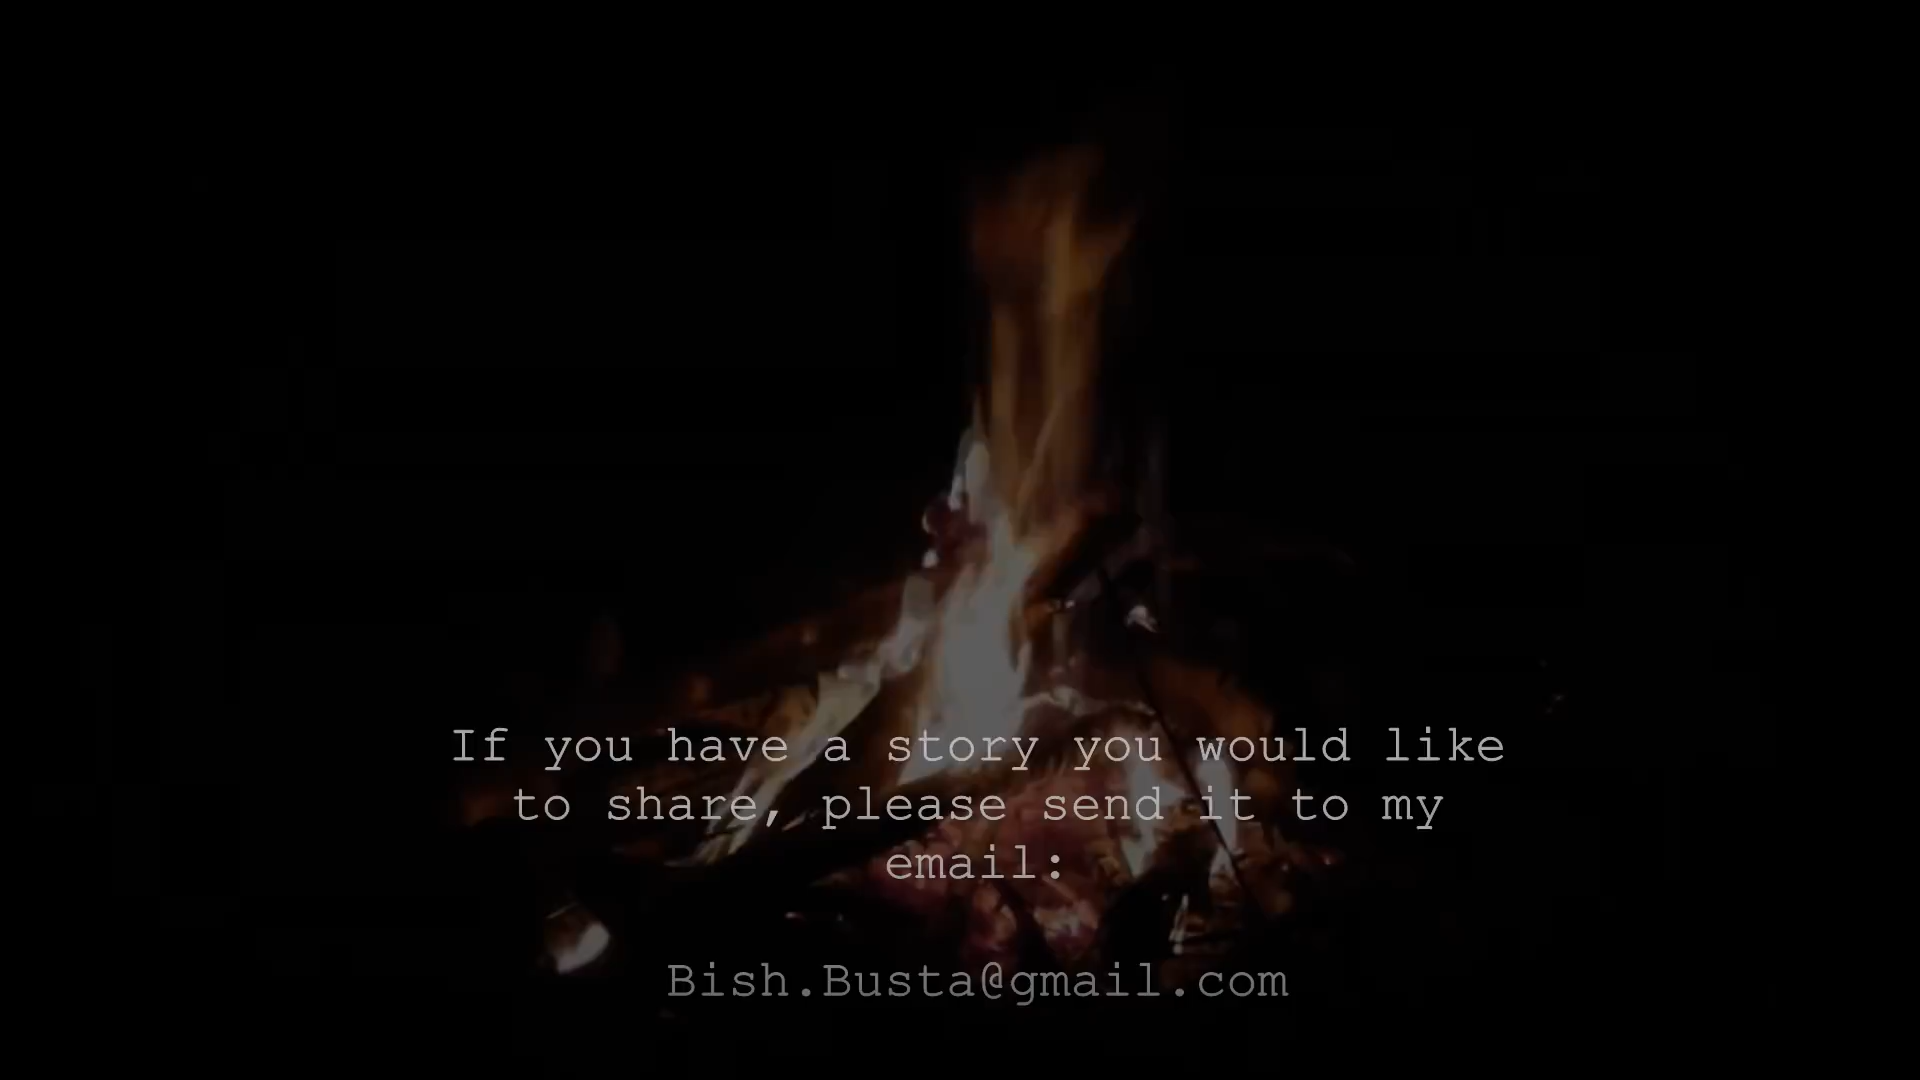 If you have a story you would like
to share, please send it to my
email:
Bish.Busta@gmail.com